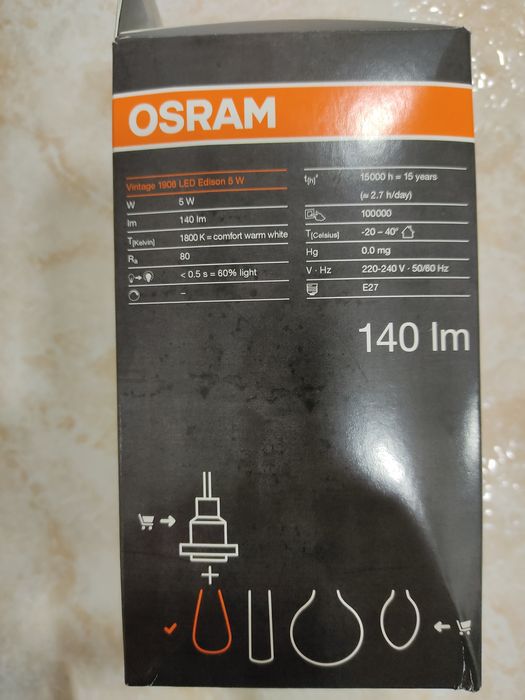 OSRAM
Vintage 1906 LED Edison 5 W
W 5 W
lm 140 lm
T[Kelvin] 1800 K = comfort warm white
Ra 80
< 0.5 s = 60% light
–
t[h] 15000 h = 15 years
(≈ 2.7 h/day)
100000
T[Celsius] -20 – 40°
Hg 0.0 mg
V · Hz 220-240 V · 50/60 Hz
E27
140 lm